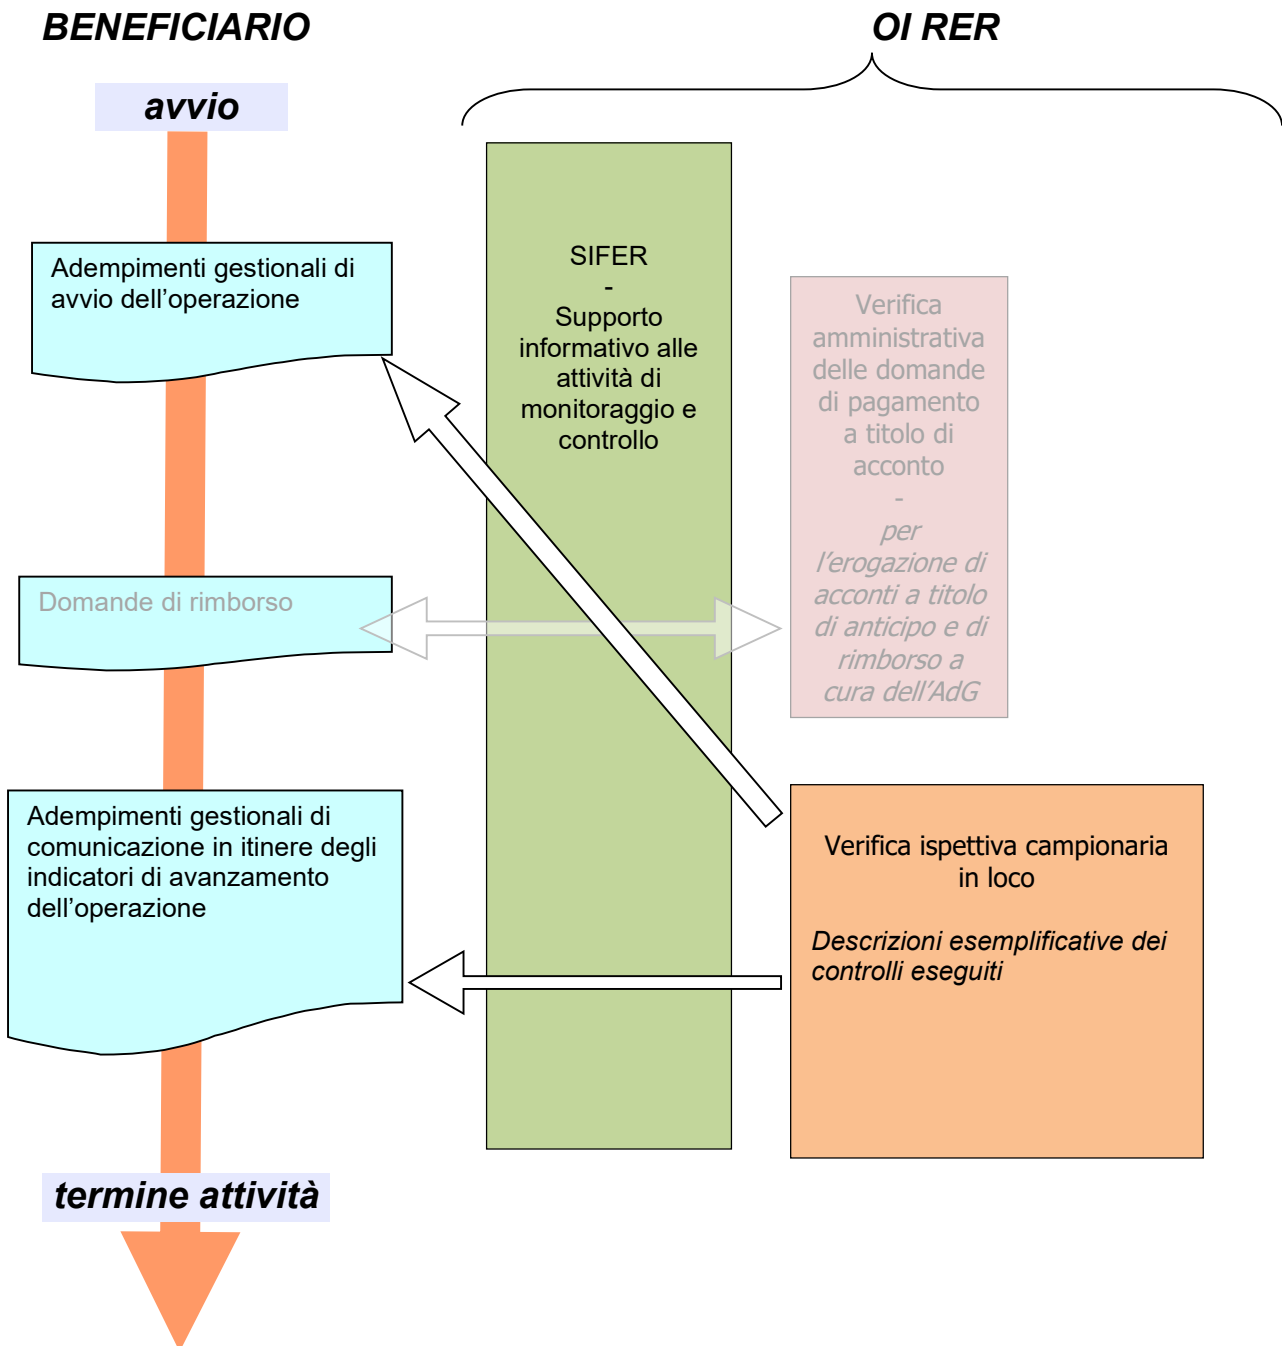 BENEFICIARIO
OI RER
avvio
Adempimenti gestionali di
avvio dell’operazione
SIFER
-
Supporto
informativo alle
attività di
monitoraggio e
controllo
Verifica
amministrativa
delle domande
di pagamento
a titolo di
acconto
-
per
l’erogazione di
acconti a titolo
di anticipo e di
rimborso a
cura dell’AdG
Domande di rimborso
Adempimenti gestionali di
comunicazione in itinere degli
indicatori di avanzamento
dell’operazione
Verifica ispettiva campionaria
in loco
Descrizioni esemplificative dei
controlli eseguiti
termine attività